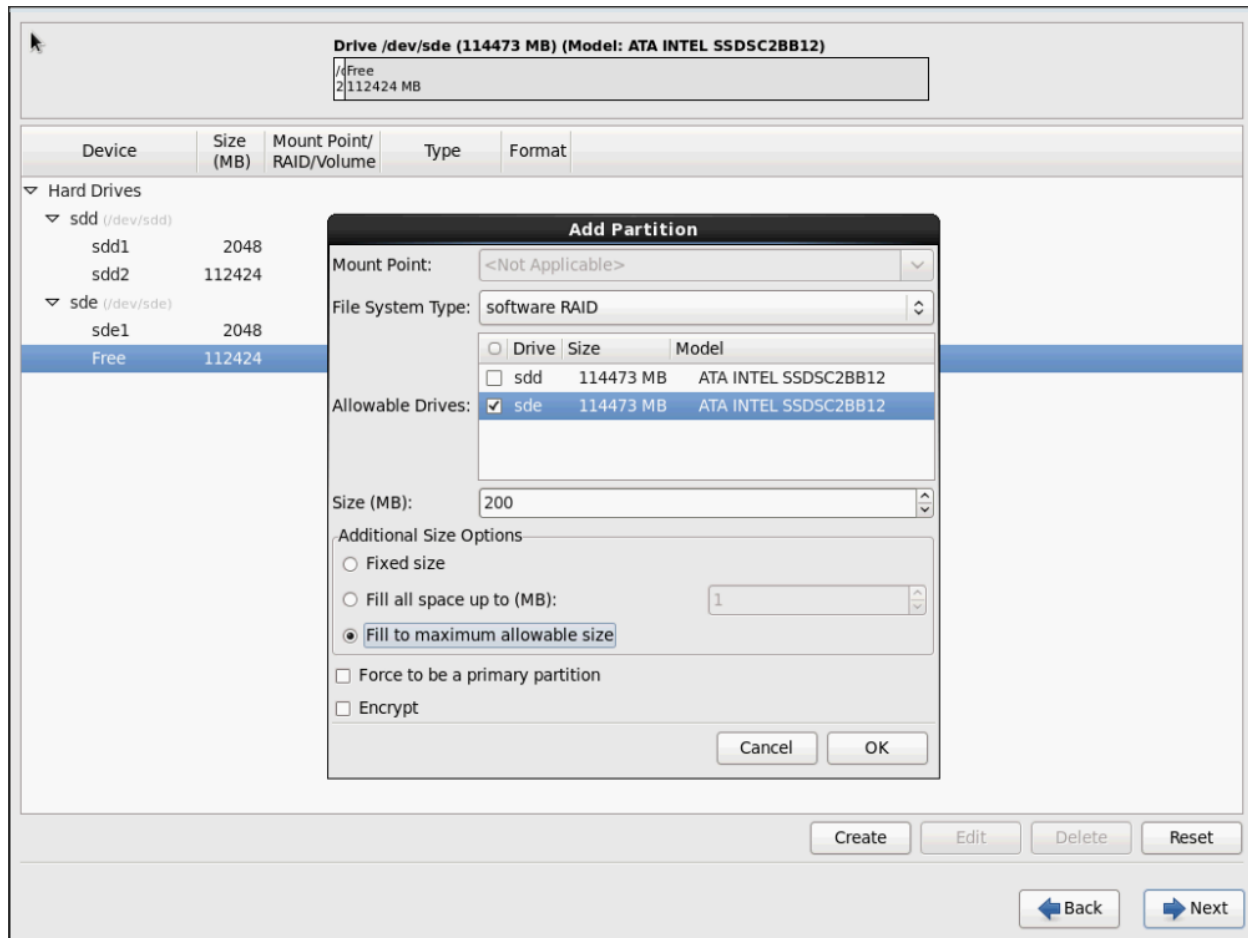 Drive /dev/sde (114473 MB) (Model: ATA INTEL SSDSC2BB12)
Free
2 112424 MB
Device Size (MB) Mount Point/ RAID/Volume Type Format
Hard Drives
sdd (/dev/sdd)
sdd1 2048
sdd2 112424
sde (/dev/sde)
sde1 2048
Free 112424
Add Partition
Mount Point: <Not Applicable>
File System Type: software RAID
Drive Size Model
sdd 114473 MB ATA INTEL SSDSC2BB12
Allowable Drives: sde 114473 MB ATA INTEL SSDSC2BB12
Size (MB): 200
Additional Size Options
Fixed size
Fill all space up to (MB): 1
Fill to maximum allowable size
Force to be a primary partition
Encrypt
Cancel OK
Create Edit Delete Reset
Back Next